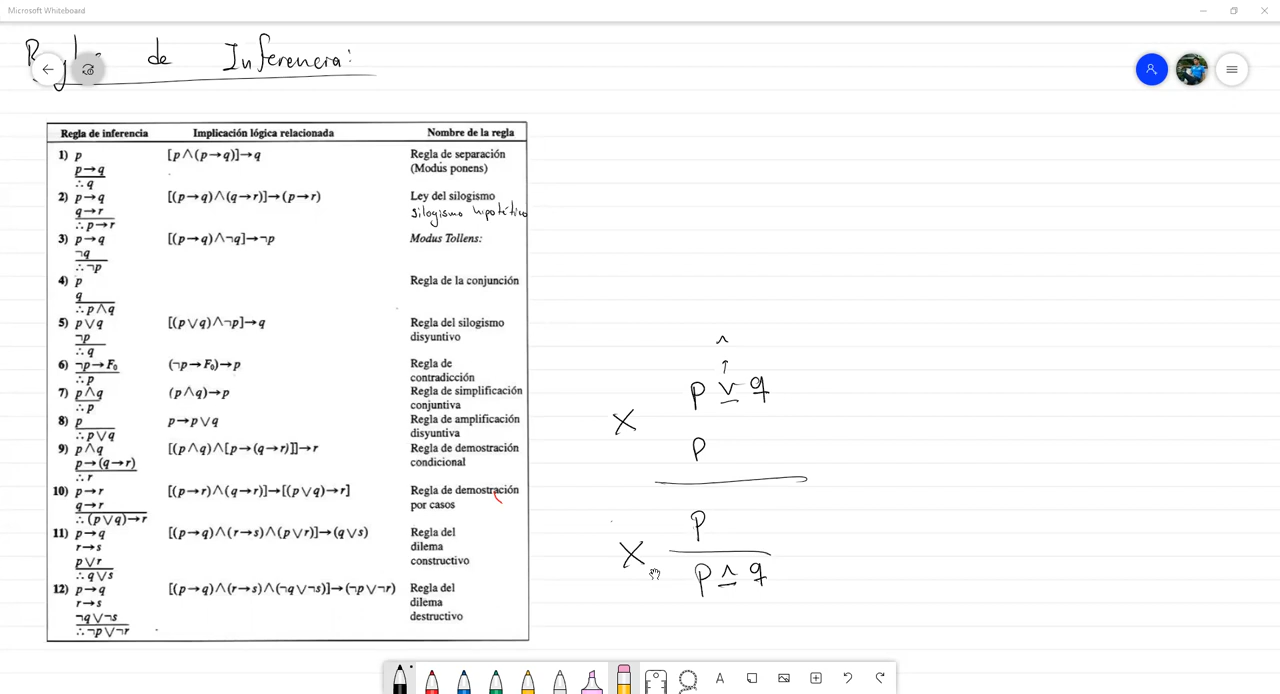 Microsoft Whiteboard
de Inferencia:
Regla de inferencia Implicación lógica relacionada Nombre de la regla
1) p [p∧(p→q)]→q Regla de separación
p→q (Modus ponens)
∴ q
2) p→q [(p→q)∧(q→r)]→(p→r) Ley del silogismo
q→r silogismo hipotético
∴ p→r
3) p→q [(p→q)∧¬q]→¬p Modus Tollens:
¬q
∴ ¬p
4) p Regla de la conjunción
q
∴ p∧q
5) p∨q [(p∨q)∧¬p]→q Regla del silogismo
¬p disyuntivo
∴ q
6) ¬p→F₀ (¬p→F₀)→p Regla de
∴ p contradicción
7) p∧q (p∧q)→p Regla de simplificación
∴ p conjuntiva
8) p p→p∨q Regla de amplificación
∴ p∨q disyuntiva
9) p∧q [(p∧q)∧[p→(q→r)]]→r Regla de demostración
p→(q→r) condicional
∴ r
10) p→r [(p→r)∧(q→r)]→[(p∨q)→r] Regla de demostración
q→r por casos
∴ (p∨q)→r
11) p→q [(p→q)∧(r→s)∧(p∨r)]→(q∨s) Regla del
r→s dilema
p∨r constructivo
∴ q∨s
12) p→q [(p→q)∧(r→s)∧(¬q∨¬s)]→(¬p∨¬r) Regla del
r→s dilema
¬q∨¬s destructivo
∴ ¬p∨¬r
∧
↑
p ∨ q
X
p
p
X
p ∧ q
A